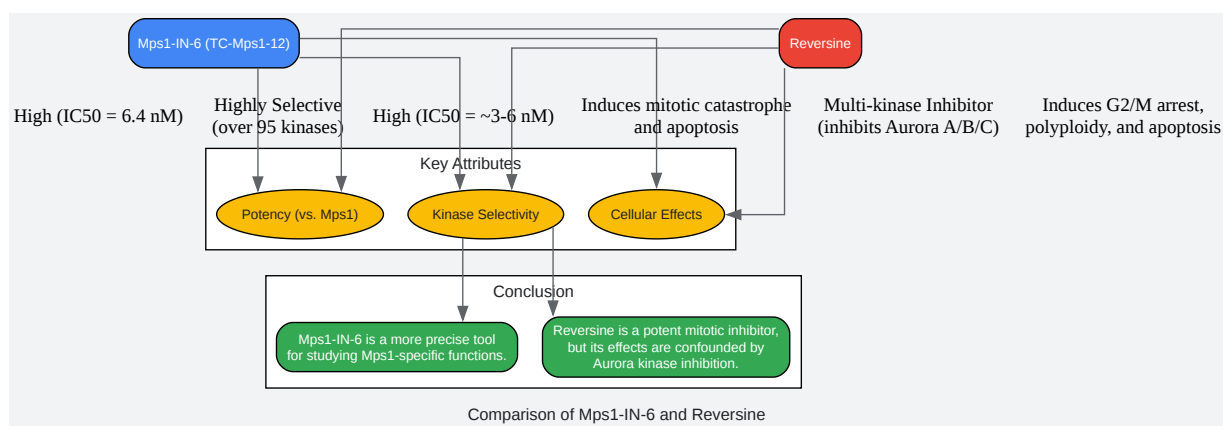 Mps1-IN-6 (TC-Mps1-12)
Reversine
High (IC50 = 6.4 nM)
Highly Selective
(over 95 kinases)
High (IC50 = ~3-6 nM)
Induces mitotic catastrophe
and apoptosis
Multi-kinase Inhibitor
(inhibits Aurora A/B/C)
Induces G2/M arrest,
polyploidy, and apoptosis
Key Attributes
Potency (vs. Mps1)
Kinase Selectivity
Cellular Effects
Conclusion
Mps1-IN-6 is a more precise tool
for studying Mps1-specific functions.
Reversine is a potent mitotic inhibitor,
but its effects are confounded by
Aurora kinase inhibition.
Comparison of Mps1-IN-6 and Reversine